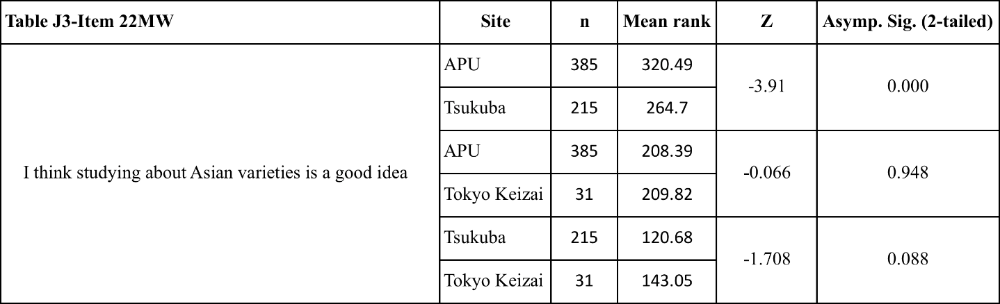 Table J3-Item 22MW Site n Mean rank Z Asymp. Sig. (2-tailed)
APU 385 320.49
-3.91 0.000
Tsukuba 215 264.7
APU 385 208.39
I think studying about Asian varieties is a good idea -0.066 0.948
Tokyo Keizai 31 209.82
Tsukuba 215 120.68
-1.708 0.088
Tokyo Keizai 31 143.05